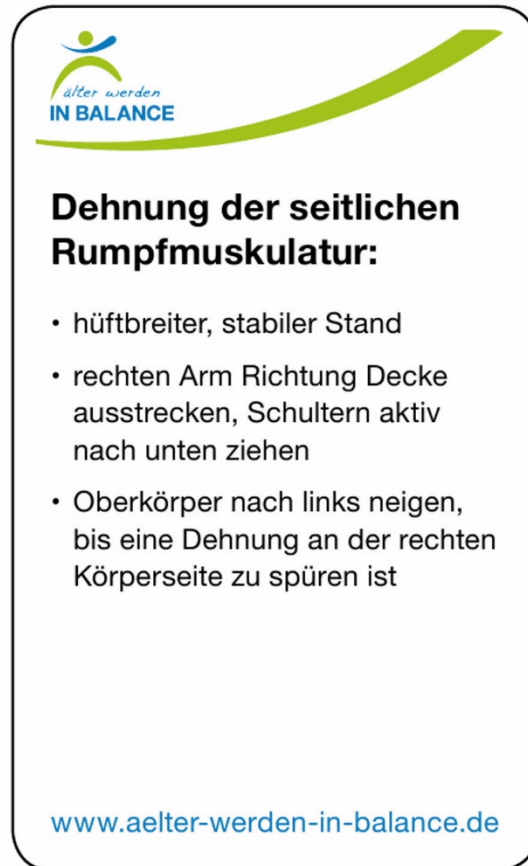 älter werden
IN BALANCE
Dehnung der seitlichen
Rumpfmuskulatur:
• hüftbreiter, stabiler Stand
• rechten Arm Richtung Decke
ausstrecken, Schultern aktiv
nach unten ziehen
• Oberkörper nach links neigen,
bis eine Dehnung an der rechten
Körperseite zu spüren ist
www.aelter-werden-in-balance.de